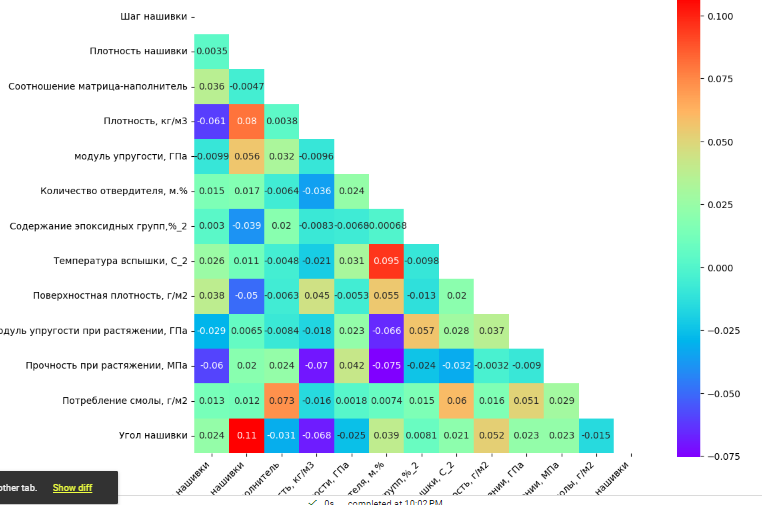 Шаг нашивки
Плотность нашивки 0.0035
Соотношение матрица-наполнитель 0.036 -0.0047
Плотность, кг/м3 -0.061 0.08 0.0038
модуль упругости, ГПа -0.0099 0.056 0.032 -0.0096
Количество отвердителя, м.% 0.015 0.017 -0.0064 -0.036 0.024
Содержание эпоксидных групп,%_2 0.003 -0.039 0.02 -0.0083 -0.0068 0.00068
Температура вспышки, С_2 0.026 0.011 -0.0048 -0.021 0.031 0.095 -0.0098
Поверхностная плотность, г/м2 0.038 -0.05 -0.0063 0.045 -0.0053 0.055 -0.013 0.02
одуль упругости при растяжении, ГПа -0.029 0.0065 -0.0084 -0.018 0.023 -0.066 0.057 0.028 0.037
Прочность при растяжении, МПа -0.06 0.02 0.024 -0.07 0.042 -0.075 -0.024 -0.032 -0.0032 -0.009
Потребление смолы, г/м2 0.013 0.012 0.073 -0.016 0.0018 0.0074 0.015 0.06 0.016 0.051 0.029
Угол нашивки 0.024 0.11 -0.031 -0.068 -0.025 0.039 0.0081 0.021 0.052 0.023 0.023 -0.015
нашивки
нашивки
олнитель
сть, кг/м3
ости, ГПа
теля, м.%
групп,%_2
шки, С_2
ость, г/м2
ении, ГПа
ении, МПа
олы, г/м2
нашивки
0.100
0.075
0.050
0.025
0.000
−0.025
−0.050
−0.075
other tab. Show diff
0s completed at 10:02 PM